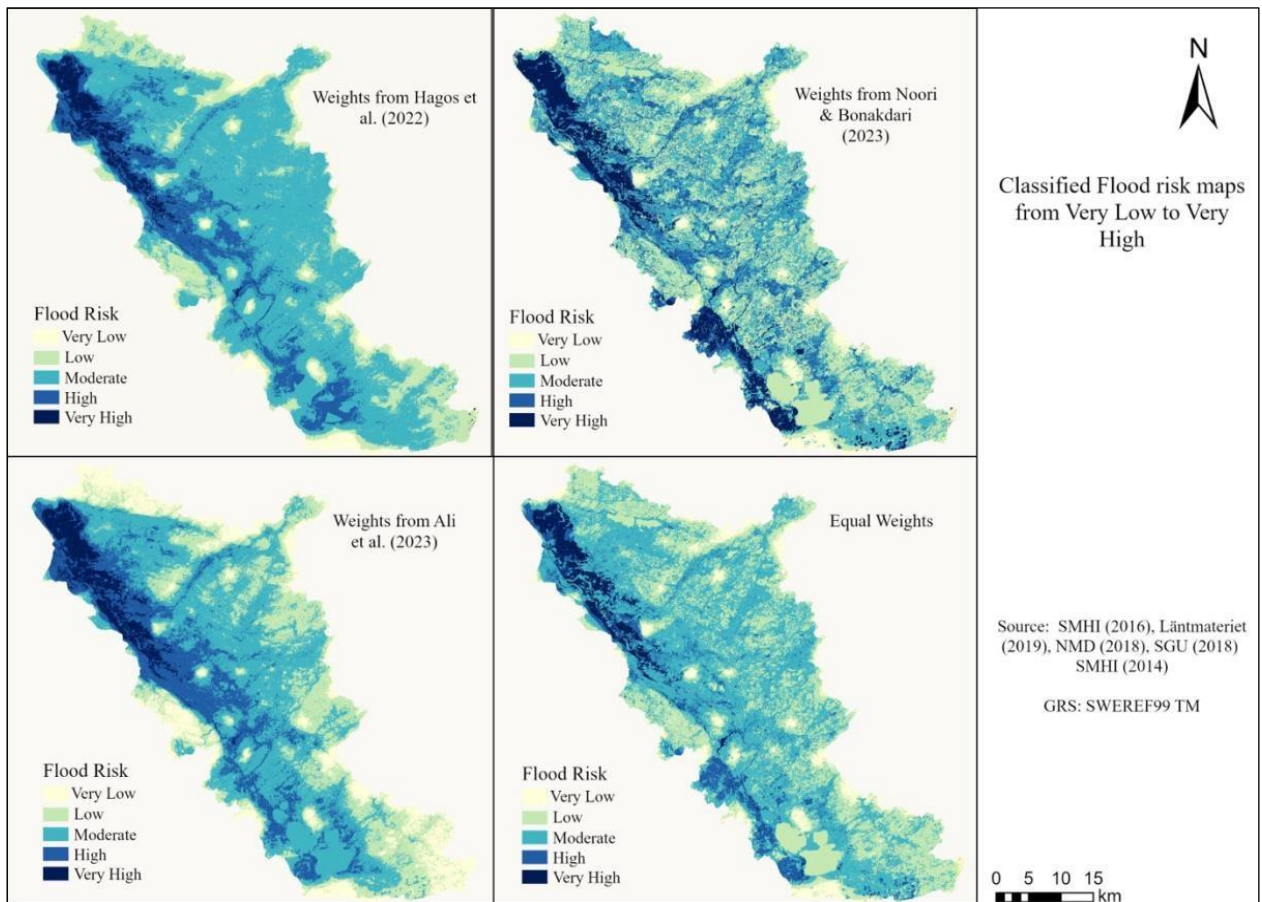 Weights from Hagos et
al. (2022)
Flood Risk
Very Low
Low
Moderate
High
Very High
Weights from Noori
& Bonakdari
(2023)
Flood Risk
Very Low
Low
Moderate
High
Very High
Weights from Ali
et al. (2023)
Flood Risk
Very Low
Low
Moderate
High
Very High
Equal Weights
Flood Risk
Very Low
Low
Moderate
High
Very High
N
Classified Flood risk maps
from Very Low to Very
High
Source: SMHI (2016), Läntmateriet
(2019), NMD (2018), SGU (2018)
SMHI (2014)
GRS: SWEREF99 TM
0 5 10 15
km